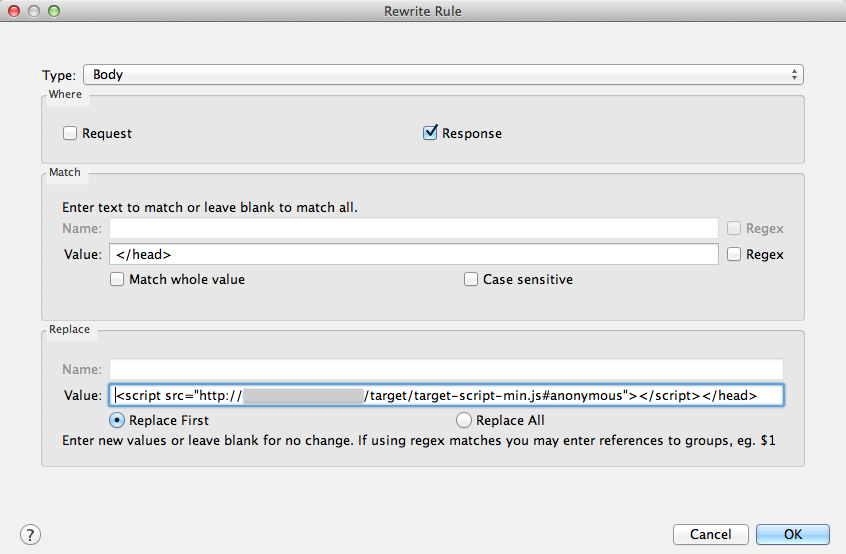 Rewrite Rule
Type: Body
Where
Request Response
Match
Enter text to match or leave blank to match all.
Name: Regex
Value: </head> Regex
Match whole value Case sensitive
Replace
Name:
Value: <script src="http:// /target/target-script-min.js#anonymous"></script></head>
Replace First Replace All
Enter new values or leave blank for no change. If using regex matches you may enter references to groups, eg. $1
? Cancel OK